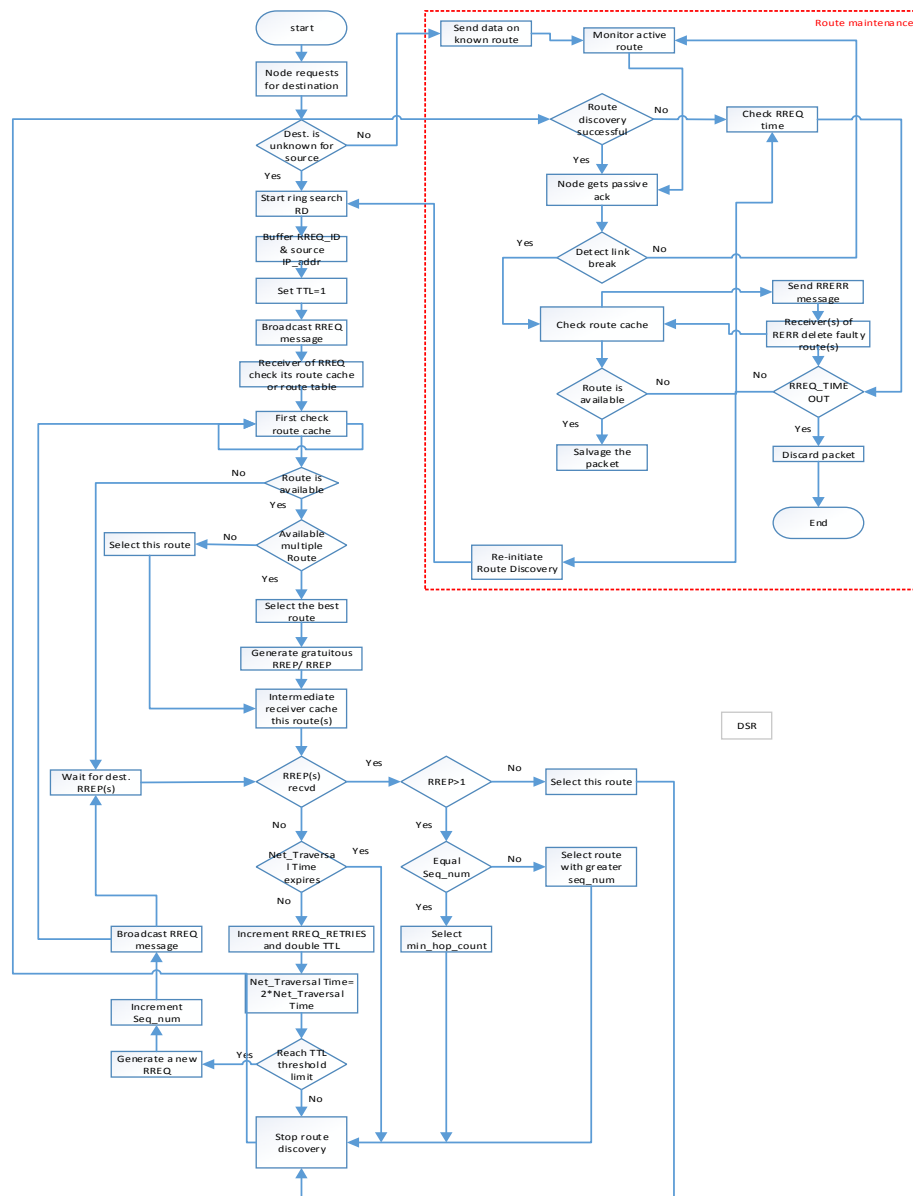 start
Node requests
for destination
Dest. is
unknown for
source
No
Yes
Start ring search
RD
Buffer RREQ_ID
& source
IP_addr
Set TTL=1
Broadcast RREQ
message
Receiver of RREQ
check its route cache
or route table
First check
route cache
No
Route is
available
Yes
Select this route
No
Available
multiple
Route
Yes
Select the best
route
Generate gratuitous
RREP/ RREP
Intermediate
receiver cache
this route(s)
Wait for dest.
RREP(s)
RREP(s)
recvd
Yes
No
Net_Traversa
l Time
expires
Yes
No
Increment RREQ_RETRIES
and double TTL
Net_Traversal Time=
2*Net_Traversal
Time
Reach TTL
threshold
limit
Yes
No
Generate a new
RREQ
Increment
Seq_num
Broadcast RREQ
message
Stop route
discovery
RREP>1
No
Select this route
Yes
Equal
Seq_num
No
Select route
with greater
seq_num
Yes
Select
min_hop_count
Route maintenance
Send data on
known route
Monitor active
route
Route
discovery
successful
No
Check RREQ
time
Yes
Node gets passive
ack
Yes
Detect link
break
No
Send RRERR
message
Check route cache
Receiver(s) of
RERR delete faulty
route(s)
Route is
available
No
No
RREQ_TIME
OUT
Yes
Yes
Salvage the
packet
Discard packet
End
Re-initiate
Route Discovery
DSR